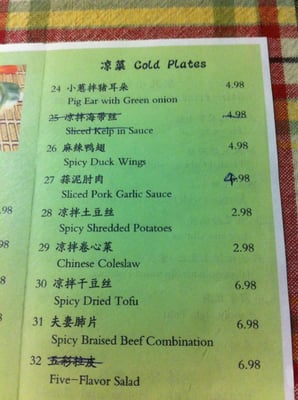 凉菜 Cold Plates
24 小葱拌猪耳朵 4.98
Pig Ear with Green onion
25 凉拌海带丝 4.98
Sliced Kelp in Sauce
26 麻辣鸭翅 4.98
Spicy Duck Wings
27 蒜泥肘肉 4.98
Sliced Pork Garlic Sauce
28 凉拌土豆丝 2.98
Spicy Shredded Potatoes
29 凉拌卷心菜 2.98
Chinese Coleslaw
30 凉拌干豆丝 6.98
Spicy Dried Tofu
31 夫妻肺片 6.98
Spicy Braised Beef Combination
32 五彩拉皮 6.98
Five-Flavor Salad